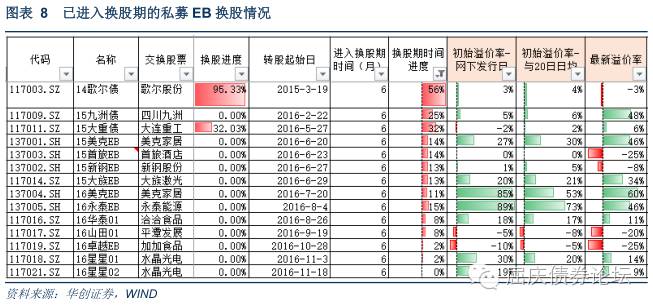 图表 8 已进入换股期的私募 EB 换股情况
代码 名称 交换股票 换股进度 转股起始日 进入换股期时间（月） 换股期时间进度 初始溢价率-网下发行日 初始溢价率-与20日日均 最新溢价率
117003.SZ 14歌尔债 歌尔股份 95.33% 2015-3-19 6 56% 3% 4% -3%
117009.SZ 15九洲债 四川九洲 0.00% 2016-2-22 6 25% 5% 6% 48%
117011.SZ 15大重债 大连重工 32.03% 2016-5-27 6 32% -2% 2% 6%
137001.SH 15美克EB 美克家居 0.00% 2016-6-20 6 14% 27% 30% 46%
137003.SH 15首旅EB 首旅酒店 0.00% 2016-6-23 6 14% 0% 0% -25%
137002.SH 15新钢EB 新钢股份 0.00% 2016-6-27 6 13% 1% 5% -8%
117014.SZ 15大族EB 大族激光 0.00% 2016-6-29 6 13% 20% 21% 34%
137004.SH 16美克EB 美克家居 0.00% 2016-7-20 6 11% 85% 53% 60%
137005.SH 16永泰EB 永泰能源 0.00% 2016-8-4 6 15% 89% 73% 46%
117016.SZ 16华泰01 洽洽食品 0.00% 2016-8-26 6 8% 18% 17% 11%
117017.SZ 16山田01 平潭发展 0.00% 2016-9-19 6 8% -5% -8% -20%
117019.SZ 16卓越EB 加加食品 0.00% 2016-10-28 6 2% -10% -5% -25%
117018.SZ 16星星01 水晶光电 0.00% 2016-11-3 6 2% 30% 20% 14%
117021.SZ 16星星02 水晶光电 0.00% 2016-11-18 6 0% 19% 9%
资料来源：华创证券，WIND
屈庆债券论坛